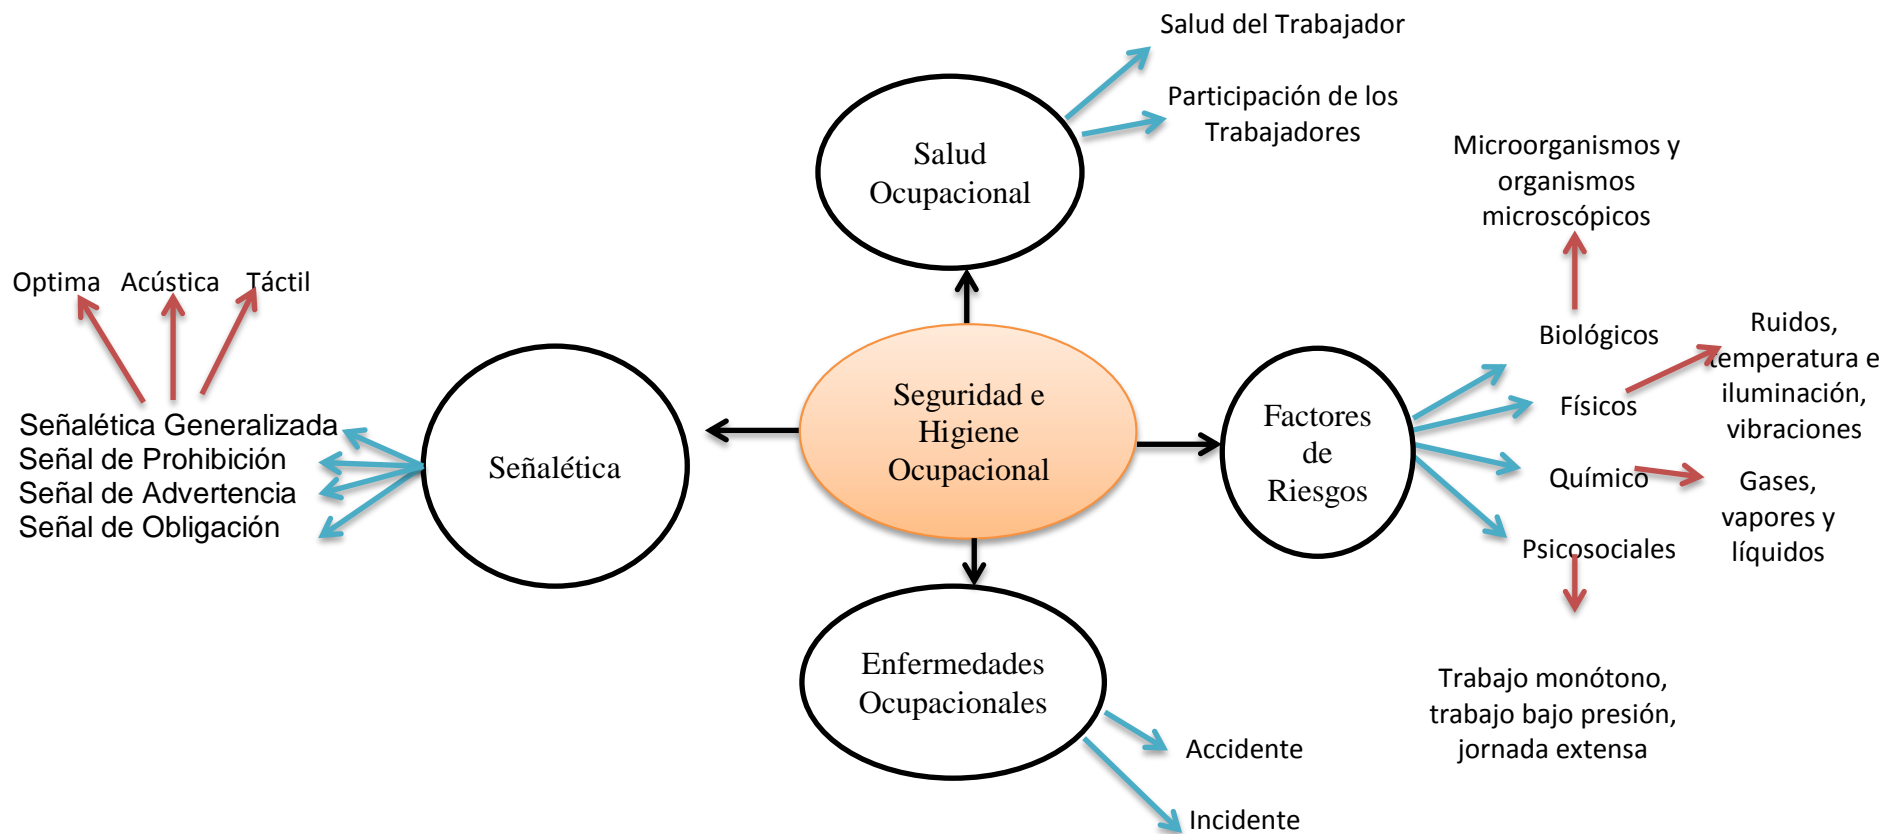 Salud del Trabajador
Participación de los
Trabajadores
Salud
Ocupacional
Microorganismos y
organismos
microscópicos
Optima
Acústica
Táctil
Biológicos
Ruidos,
temperatura e
iluminación,
vibraciones
Señalética Generalizada
Señal de Prohibición
Señal de Advertencia
Señal de Obligación
Señalética
Seguridad e
Higiene
Ocupacional
Factores
de
Riesgos
Físicos
Químico
Gases,
vapores y
líquidos
Psicosociales
Enfermedades
Ocupacionales
Trabajo monótono,
trabajo bajo presión,
jornada extensa
Accidente
Incidente